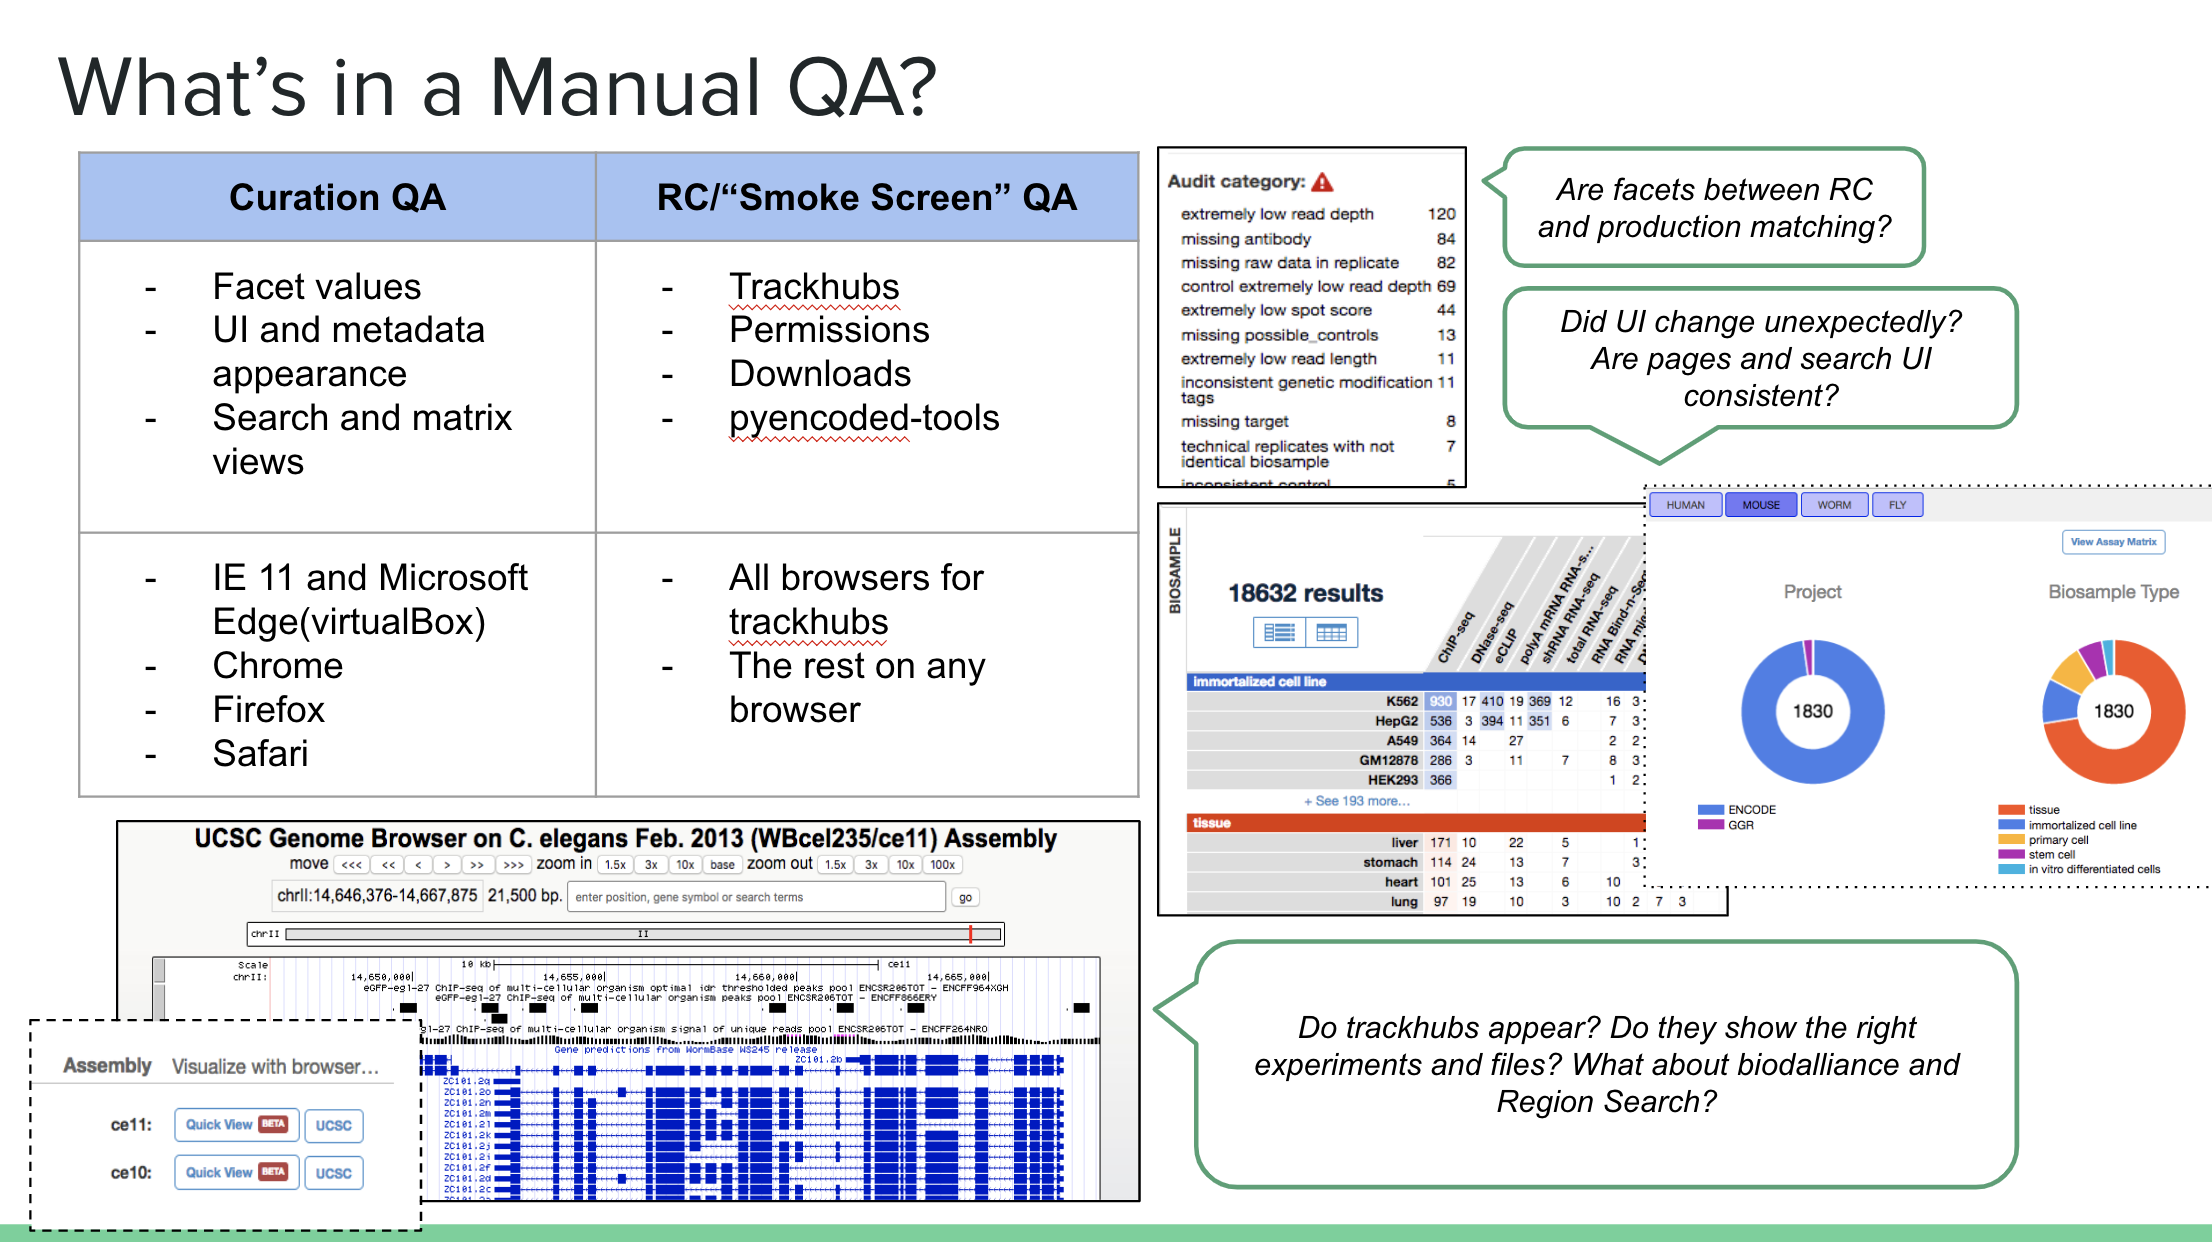 What's in a Manual QA?
Curation QA
RC/“Smoke Screen” QA
- Facet values
- UI and metadata
appearance
- Search and matrix
views
- Trackhubs
- Permissions
- Downloads
- pyencoded-tools
- IE 11 and Microsoft
Edge(virtualBox)
- Chrome
- Firefox
- Safari
- All browsers for
trackhubs
- The rest on any
browser
Audit category:
extremely low read depth 120
missing antibody 84
missing raw data in replicate 82
control extremely low read depth 69
extremely low spot score 44
missing possible_controls 13
extremely low read length 11
inconsistent genetic modification 11
tags
missing target 8
technical replicates with not 7
identical biosample
inconsistent control 5
Are facets between RC
and production matching?
Did UI change unexpectedly?
Are pages and search UI
consistent?
BIOSAMPLE
18632 results
ChIP-seq
DNase-seq
eCLIP
polyA mRNA RNA-s...
shRNA RNA-seq
total RNA-seq
RNA Bind-n-Se
immortalized cell line
K562 930 17 410 19 369 12 16 3
HepG2 536 3 394 11 351 6 7 3
A549 364 14 27 2 2
GM12878 286 3 11 7 8 3
HEK293 366 1 2
+ See 193 more...
tissue
liver 171 10 22 5 1
stomach 114 24 13 7 3
heart 101 25 13 6 10
lung 97 19 10 3 10 2 7 3
HUMAN MOUSE WORM FLY
View Assay Matrix
Project
1830
ENCODE
GGR
Biosample Type
1830
tissue
immortalized cell line
primary cell
stem cell
in vitro differentiated cells
UCSC Genome Browser on C. elegans Feb. 2013 (WBcel235/ce11) Assembly
move <<< << < > >> >>> zoom in 1.5x 3x 10x base zoom out 1.5x 3x 10x 100x
chrII:14,646,376-14,667,875 21,500 bp. enter position, gene symbol or search terms go
chrII II
Scale 10 kb ce11
chrII: 14,650,000 14,655,000 14,660,000 14,665,000
eGFP-egl-27 ChIP-seq of multi-cellular organism optimal idr thresholded peaks pool ENCSR206TOT - ENCFF964XGH
eGFP-egl-27 ChIP-seq of multi-cellular organism peaks pool ENCSR206TOT - ENCFF866ERY
gl-27 ChIP-seq of multi-cellular organism signal of unique reads pool ENCSR206TOT - ENCFF264NRO
Gene predictions from WormBase WS245 release
ZC101.2b
ZC101.2q
ZC101.2o
ZC101.2n
ZC101.2m
ZC101.2l
ZC101.2k
ZC101.2j
ZC101.2i
ZC101.2f
ZC101.2d
ZC101.2c
Assembly Visualize with browser...
ce11: Quick View BETA UCSC
ce10: Quick View BETA UCSC
Do trackhubs appear? Do they show the right
experiments and files? What about biodalliance and
Region Search?